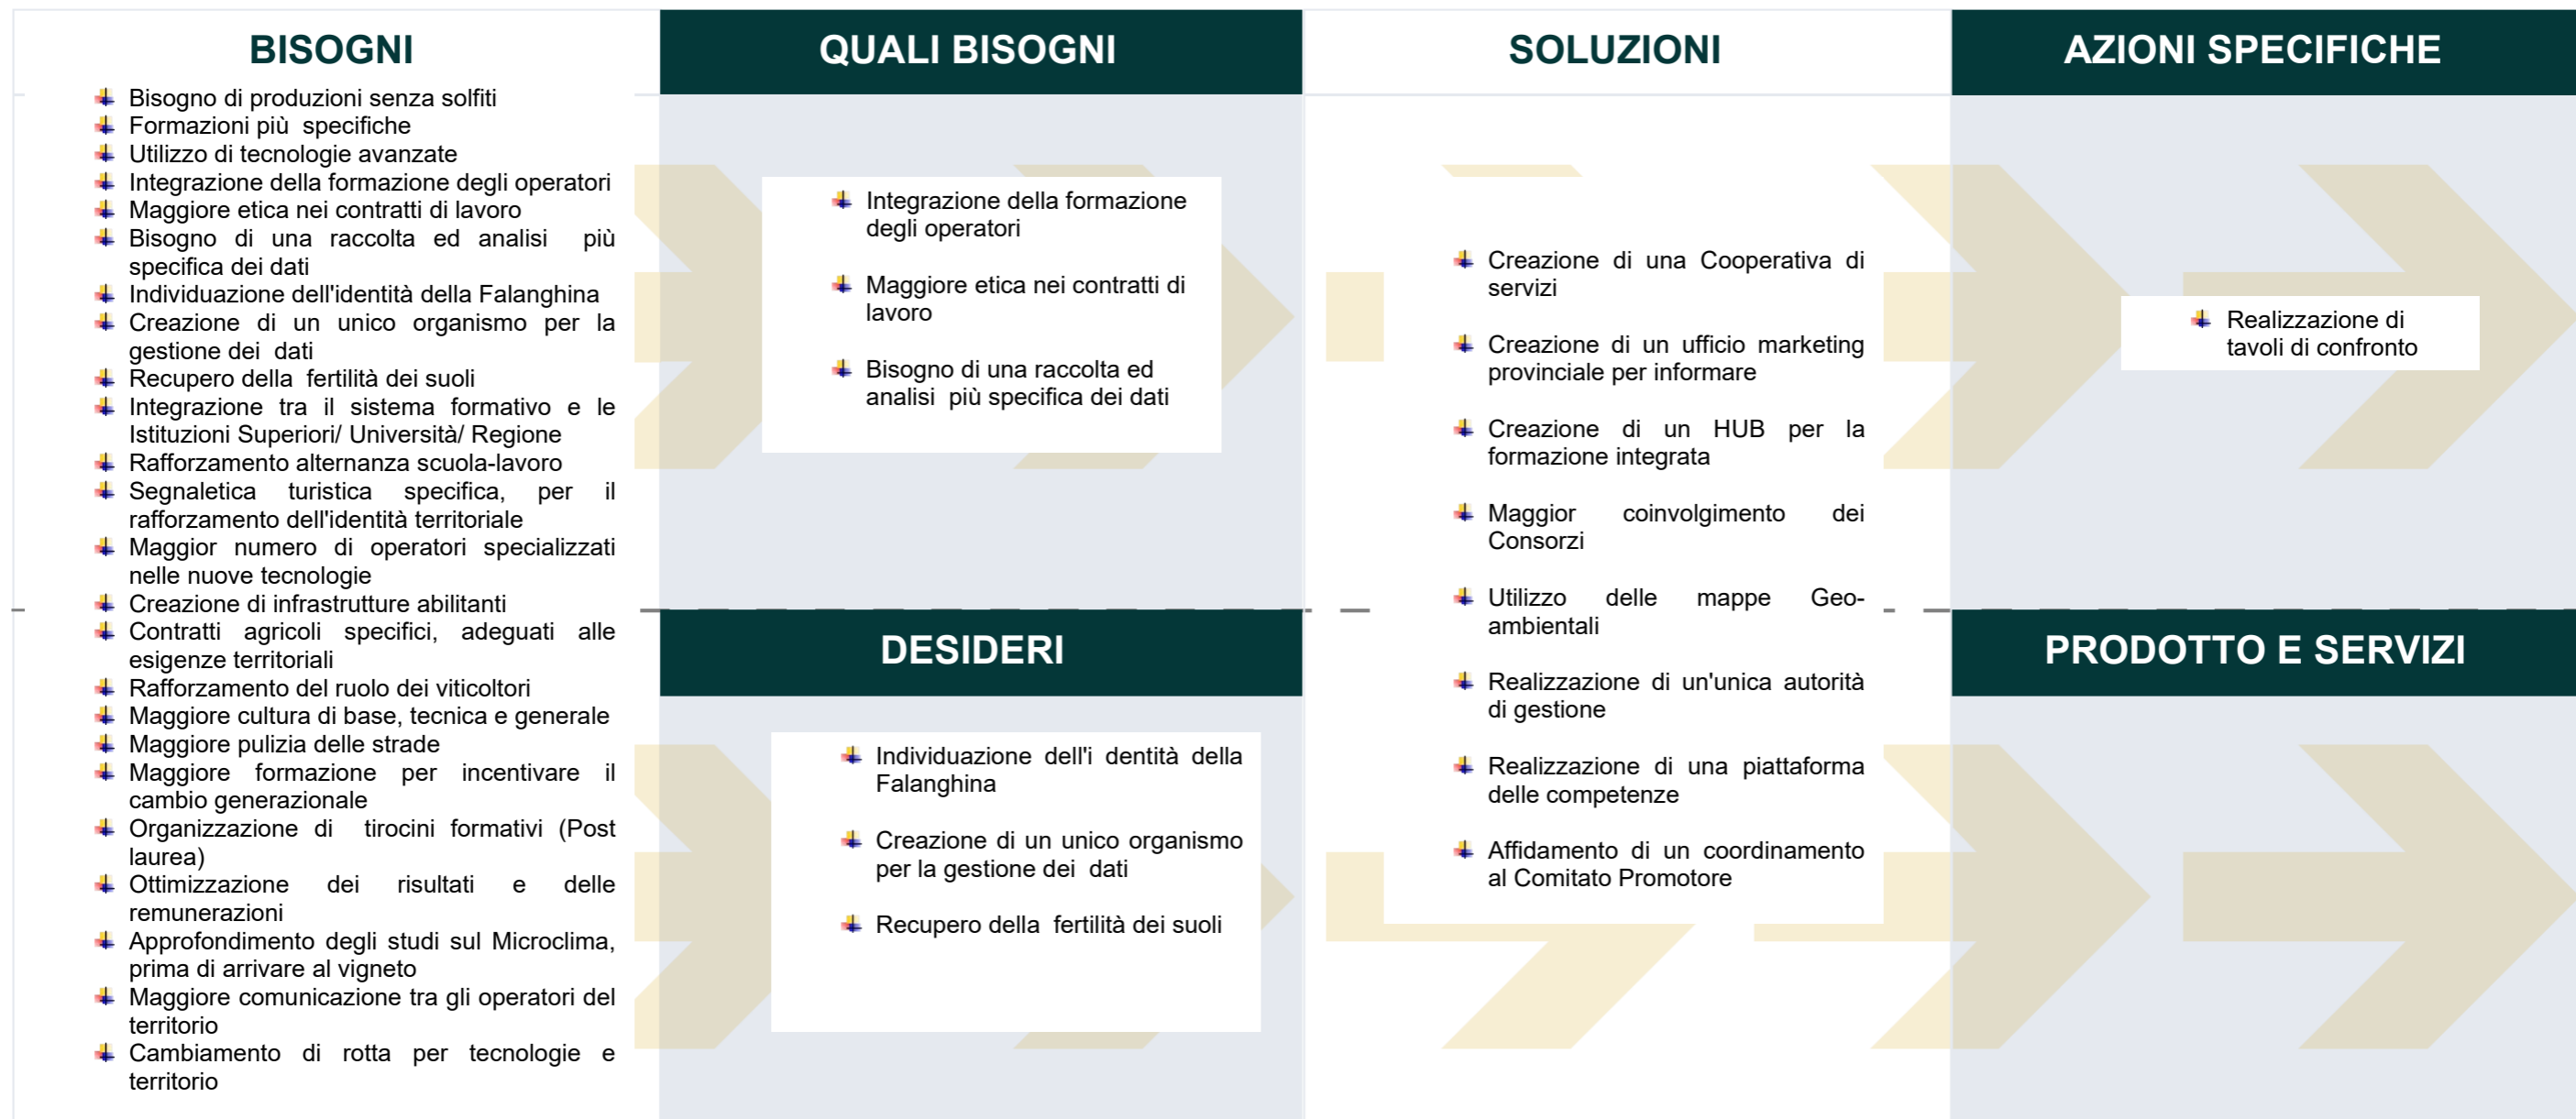 BISOGNI
Bisogno di produzioni senza solfiti
Formazioni più specifiche
Utilizzo di tecnologie avanzate
Integrazione della formazione degli operatori
Maggiore etica nei contratti di lavoro
Bisogno di una raccolta ed analisi più
specifica dei dati
Individuazione dell'identità della Falanghina
Creazione di un unico organismo per la
gestione dei dati
Recupero della fertilità dei suoli
Integrazione tra il sistema formativo e le
Istituzioni Superiori/ Università/ Regione
Rafforzamento alternanza scuola-lavoro
Segnaletica turistica specifica, per il
rafforzamento dell'identità territoriale
Maggior numero di operatori specializzati
nelle nuove tecnologie
Creazione di infrastrutture abilitanti
Contratti agricoli specifici, adeguati alle
esigenze territoriali
Rafforzamento del ruolo dei viticoltori
Maggiore cultura di base, tecnica e generale
Maggiore pulizia delle strade
Maggiore formazione per incentivare il
cambio generazionale
Organizzazione di tirocini formativi (Post
laurea)
Ottimizzazione dei risultati e delle
remunerazioni
Approfondimento degli studi sul Microclima,
prima di arrivare al vigneto
Maggiore comunicazione tra gli operatori del
territorio
Cambiamento di rotta per tecnologie e
territorio
QUALI BISOGNI
Integrazione della formazione
degli operatori
Maggiore etica nei contratti di
lavoro
Bisogno di una raccolta ed
analisi più specifica dei dati
DESIDERI
Individuazione dell'i dentità della
Falanghina
Creazione di un unico organismo
per la gestione dei dati
Recupero della fertilità dei suoli
SOLUZIONI
Creazione di una Cooperativa di
servizi
Creazione di un ufficio marketing
provinciale per informare
Creazione di un HUB per la
formazione integrata
Maggior coinvolgimento dei
Consorzi
Utilizzo delle mappe Geo-
ambientali
Realizzazione di un'unica autorità
di gestione
Realizzazione di una piattaforma
delle competenze
Affidamento di un coordinamento
al Comitato Promotore
AZIONI SPECIFICHE
Realizzazione di
tavoli di confronto
PRODOTTO E SERVIZI